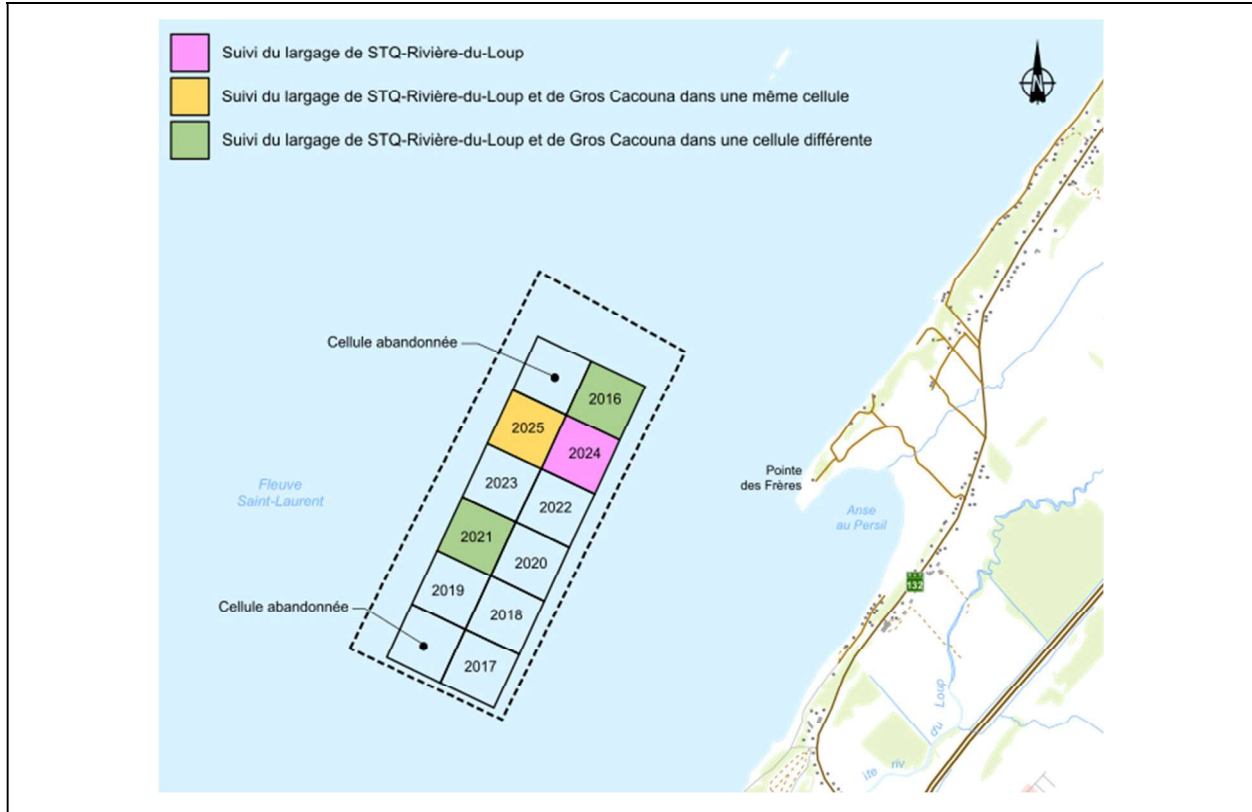 Suivi du largage de STQ-Rivière-du-Loup
Suivi du largage de STQ-Rivière-du-Loup et de Gros Cacouna dans une même cellule
Suivi du largage de STQ-Rivière-du-Loup et de Gros Cacouna dans une cellule différente
N
Cellule abandonnée
2016
2025
2024
Pointe
des Frères
Fleuve
Saint-Laurent
2023
2022
Anse
au Persil
2021
2020
132
2019
Cellule abandonnée
2018
2017
du Loup
riv